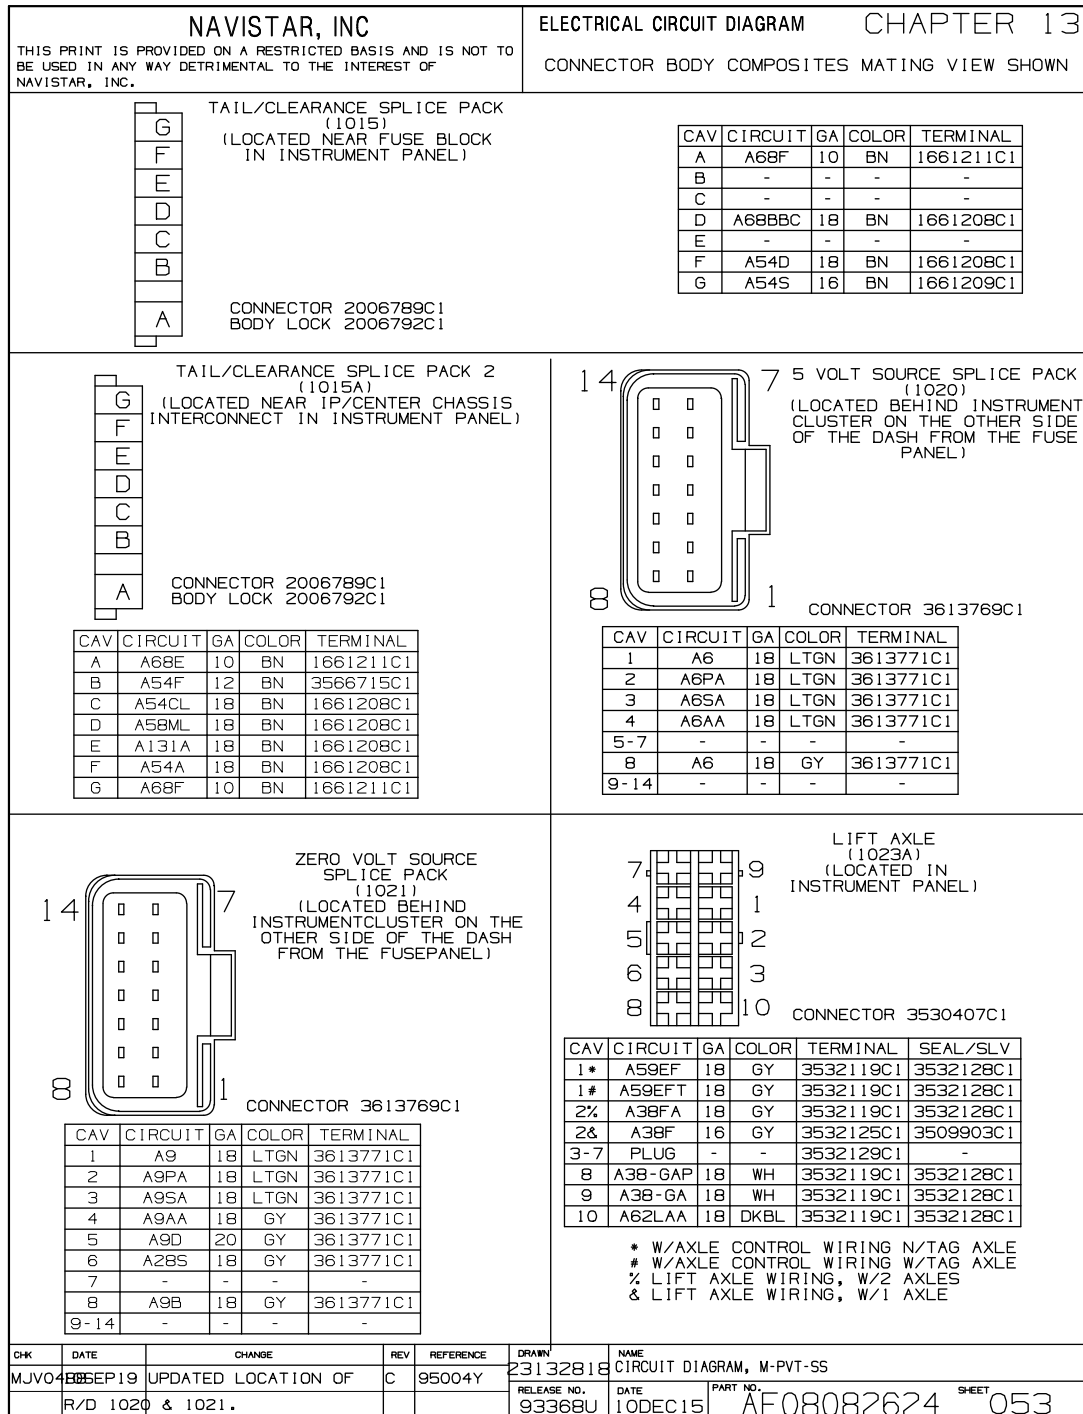 NAVISTAR, INC
THIS PRINT IS PROVIDED ON A RESTRICTED BASIS AND IS NOT TO
BE USED IN ANY WAY DETRIMENTAL TO THE INTEREST OF
NAVISTAR, INC.
ELECTRICAL CIRCUIT DIAGRAM CHAPTER 13
CONNECTOR BODY COMPOSITES MATING VIEW SHOWN
TAIL/CLEARANCE SPLICE PACK
(1015)
(LOCATED NEAR FUSE BLOCK
IN INSTRUMENT PANEL)
G
F
E
D
C
B
A
CONNECTOR 2006789C1
BODY LOCK 2006792C1
CAV CIRCUIT GA COLOR TERMINAL
A A68F 10 BN 1661211C1
B - - - -
C - - - -
D A68BBC 18 BN 1661208C1
E - - - -
F A54D 18 BN 1661208C1
G A54S 16 BN 1661209C1
TAIL/CLEARANCE SPLICE PACK 2
(1015A)
(LOCATED NEAR IP/CENTER CHASSIS
INTERCONNECT IN INSTRUMENT PANEL)
G
F
E
D
C
B
A
CONNECTOR 2006789C1
BODY LOCK 2006792C1
CAV CIRCUIT GA COLOR TERMINAL
A A68E 10 BN 1661211C1
B A54F 12 BN 3566715C1
C A54CL 18 BN 1661208C1
D A58ML 18 BN 1661208C1
E A131A 18 BN 1661208C1
F A54A 18 BN 1661208C1
G A68F 10 BN 1661211C1
14 7
8 1
5 VOLT SOURCE SPLICE PACK
(1020)
(LOCATED BEHIND INSTRUMENT
CLUSTER ON THE OTHER SIDE
OF THE DASH FROM THE FUSE
PANEL)
CONNECTOR 3613769C1
CAV CIRCUIT GA COLOR TERMINAL
1 A6 18 LTGN 3613771C1
2 A6PA 18 LTGN 3613771C1
3 A6SA 18 LTGN 3613771C1
4 A6AA 18 LTGN 3613771C1
5-7 - - - -
8 A6 18 GY 3613771C1
9-14 - - - -
ZERO VOLT SOURCE
SPLICE PACK
(1021)
(LOCATED BEHIND
INSTRUMENTCLUSTER ON THE
OTHER SIDE OF THE DASH
FROM THE FUSEPANEL)
14 7
8 1
CONNECTOR 3613769C1
CAV CIRCUIT GA COLOR TERMINAL
1 A9 18 LTGN 3613771C1
2 A9PA 18 LTGN 3613771C1
3 A9SA 18 LTGN 3613771C1
4 A9AA 18 GY 3613771C1
5 A9D 20 GY 3613771C1
6 A28S 18 GY 3613771C1
7 - - - -
8 A9B 18 GY 3613771C1
9-14 - - - -
LIFT AXLE
(1023A)
(LOCATED IN
INSTRUMENT PANEL)
7 9
4 1
5 2
6 3
8 10
CONNECTOR 3530407C1
CAV CIRCUIT GA COLOR TERMINAL SEAL/SLV
1* A59EF 18 GY 3532119C1 3532128C1
1# A59EFT 18 GY 3532119C1 3532128C1
2% A38FA 18 GY 3532119C1 3532128C1
2& A38F 16 GY 3532125C1 3509903C1
3-7 PLUG - - 3532129C1 -
8 A38-GAP 18 WH 3532119C1 3532128C1
9 A38-GA 18 WH 3532119C1 3532128C1
10 A62LAA 18 DKBL 3532119C1 3532128C1
* W/AXLE CONTROL WIRING N/TAG AXLE
# W/AXLE CONTROL WIRING W/TAG AXLE
% LIFT AXLE WIRING, W/2 AXLES
& LIFT AXLE WIRING, W/1 AXLE
CHK DATE CHANGE REV REFERENCE
05SEP19 UPDATED LOCATION OF C 95004Y
R/D 1020 & 1021.
DRAWN 23132818
NAME CIRCUIT DIAGRAM, M-PVT-SS
RELEASE NO. 93368U
DATE 10DEC15
PART NO. AF08082624
SHEET 053